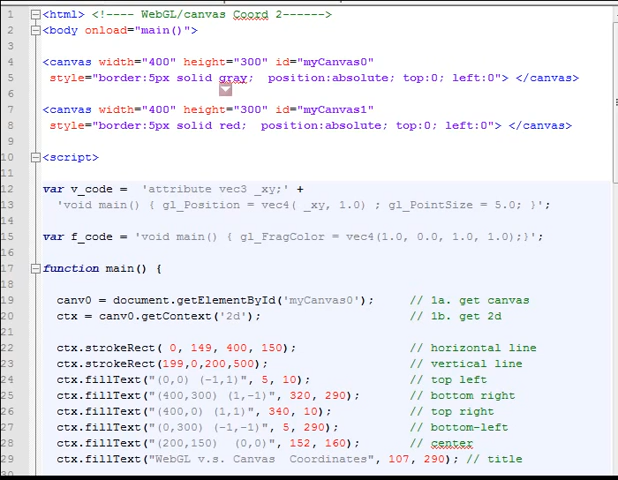 1 <html> <!---- WebGL/canvas Coord 2------>
2 <body onload="main()">
3
4 <canvas width="400" height="300" id="myCanvas0"
5 style="border:5px solid gray;  position:absolute; top:0; left:0"> </canvas>
6
7 <canvas width="400" height="300" id="myCanvas1"
8 style="border:5px solid red;  position:absolute; top:0; left:0"> </canvas>
9
10 <script>
11
12 var v_code =  'attribute vec3 _xy;' +
13 'void main() { gl_Position = vec4( _xy, 1.0) ; gl_PointSize = 5.0; }';
14
15 var f_code = 'void main() { gl_FragColor = vec4(1.0, 0.0, 1.0, 1.0);}';
16
17 function main() {
18
19 canv0 = document.getElementById('myCanvas0');     // 1a. get canvas
20 ctx = canv0.getContext('2d');     // 1b. get 2d
21
22 ctx.strokeRect( 0, 149, 400, 150);     // horizontal line
23 ctx.strokeRect(199,0,200,500);     // vertical line
24 ctx.fillText("(0,0) (-1,1)", 5, 10);     // top left
25 ctx.fillText("(400,300) (1,-1)", 320, 290);     // bottom right
26 ctx.fillText("(400,0) (1,1)", 340, 10);     // top right
27 ctx.fillText("(0,300) (-1,-1)", 5, 290);     // bottom-left
28 ctx.fillText("(200,150)  (0,0)", 152, 160);     // center
29 ctx.fillText("WebGL v.s. Canvas  Coordinates", 107, 290); // title